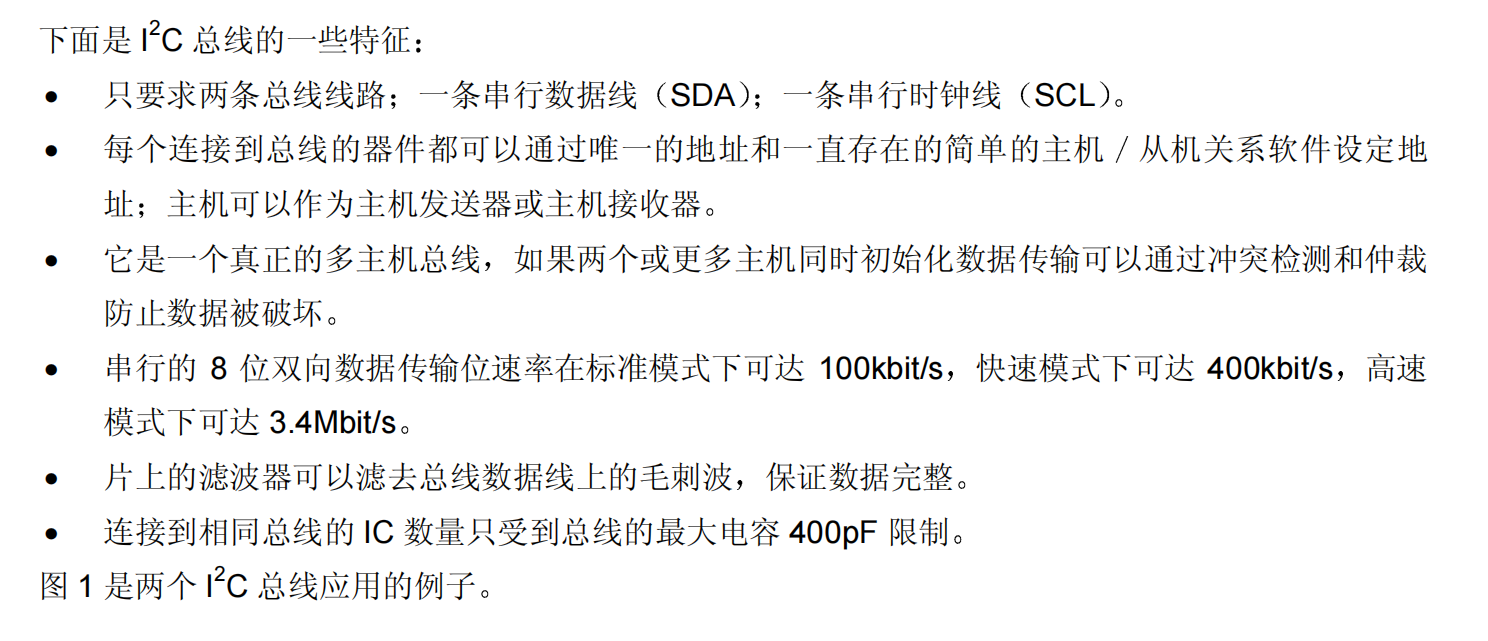 下面是 I²C 总线的一些特征：
● 只要求两条总线线路；一条串行数据线（SDA）；一条串行时钟线（SCL）。
● 每个连接到总线的器件都可以通过唯一的地址和一直存在的简单的主机／从机关系软件设定地
址；主机可以作为主机发送器或主机接收器。
● 它是一个真正的多主机总线，如果两个或更多主机同时初始化数据传输可以通过冲突检测和仲裁
防止数据被破坏。
● 串行的 8 位双向数据传输位速率在标准模式下可达 100kbit/s，快速模式下可达 400kbit/s，高速
模式下可达 3.4Mbit/s。
● 片上的滤波器可以滤去总线数据线上的毛刺波，保证数据完整。
● 连接到相同总线的 IC 数量只受到总线的最大电容 400pF 限制。
图 1 是两个 I²C 总线应用的例子。